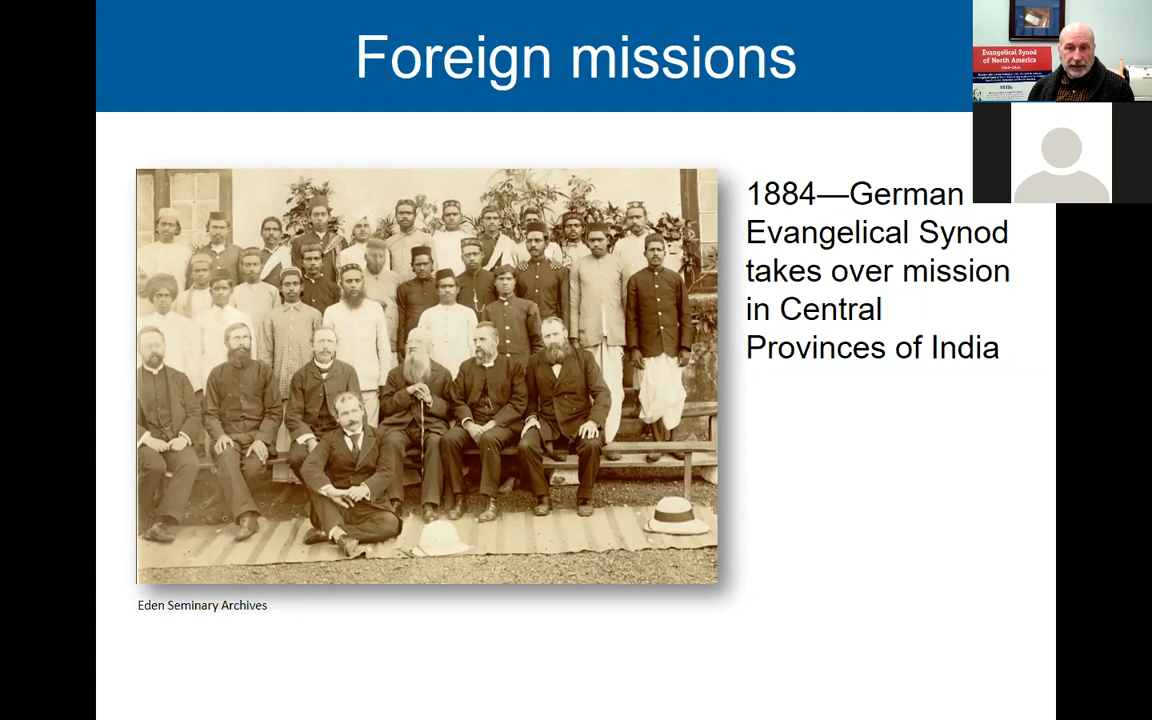 Foreign missions
Evangelical Synod
of North America
1884—German
Evangelical Synod
takes over mission
in Central
Provinces of India
Eden Seminary Archives